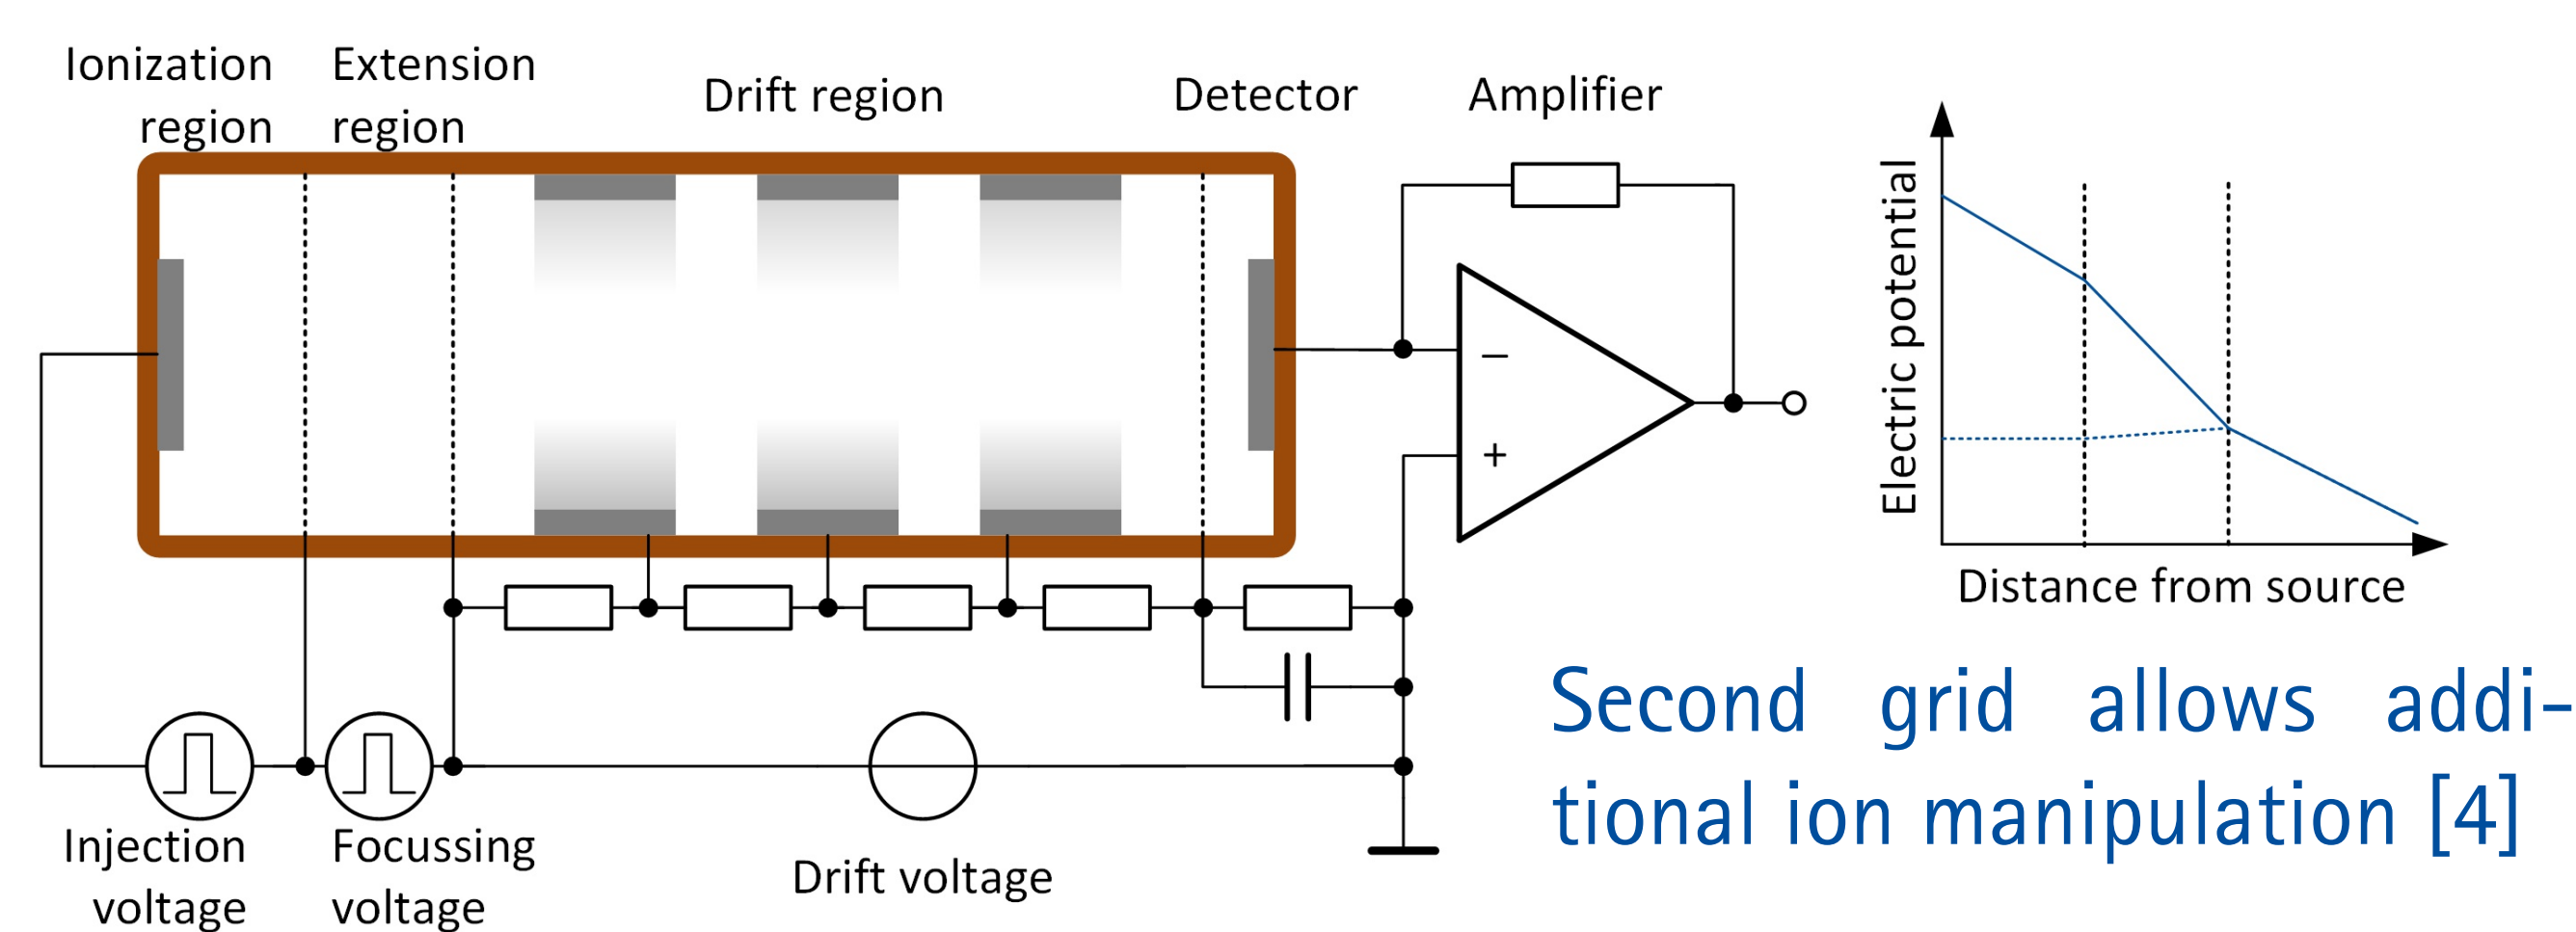 Ionization
region
Extension
region
Drift region
Detector
Amplifier
−
+
Electric potential
Distance from source
Injection
voltage
Focussing
voltage
Drift voltage
Second grid allows addi-
tional ion manipulation [4]